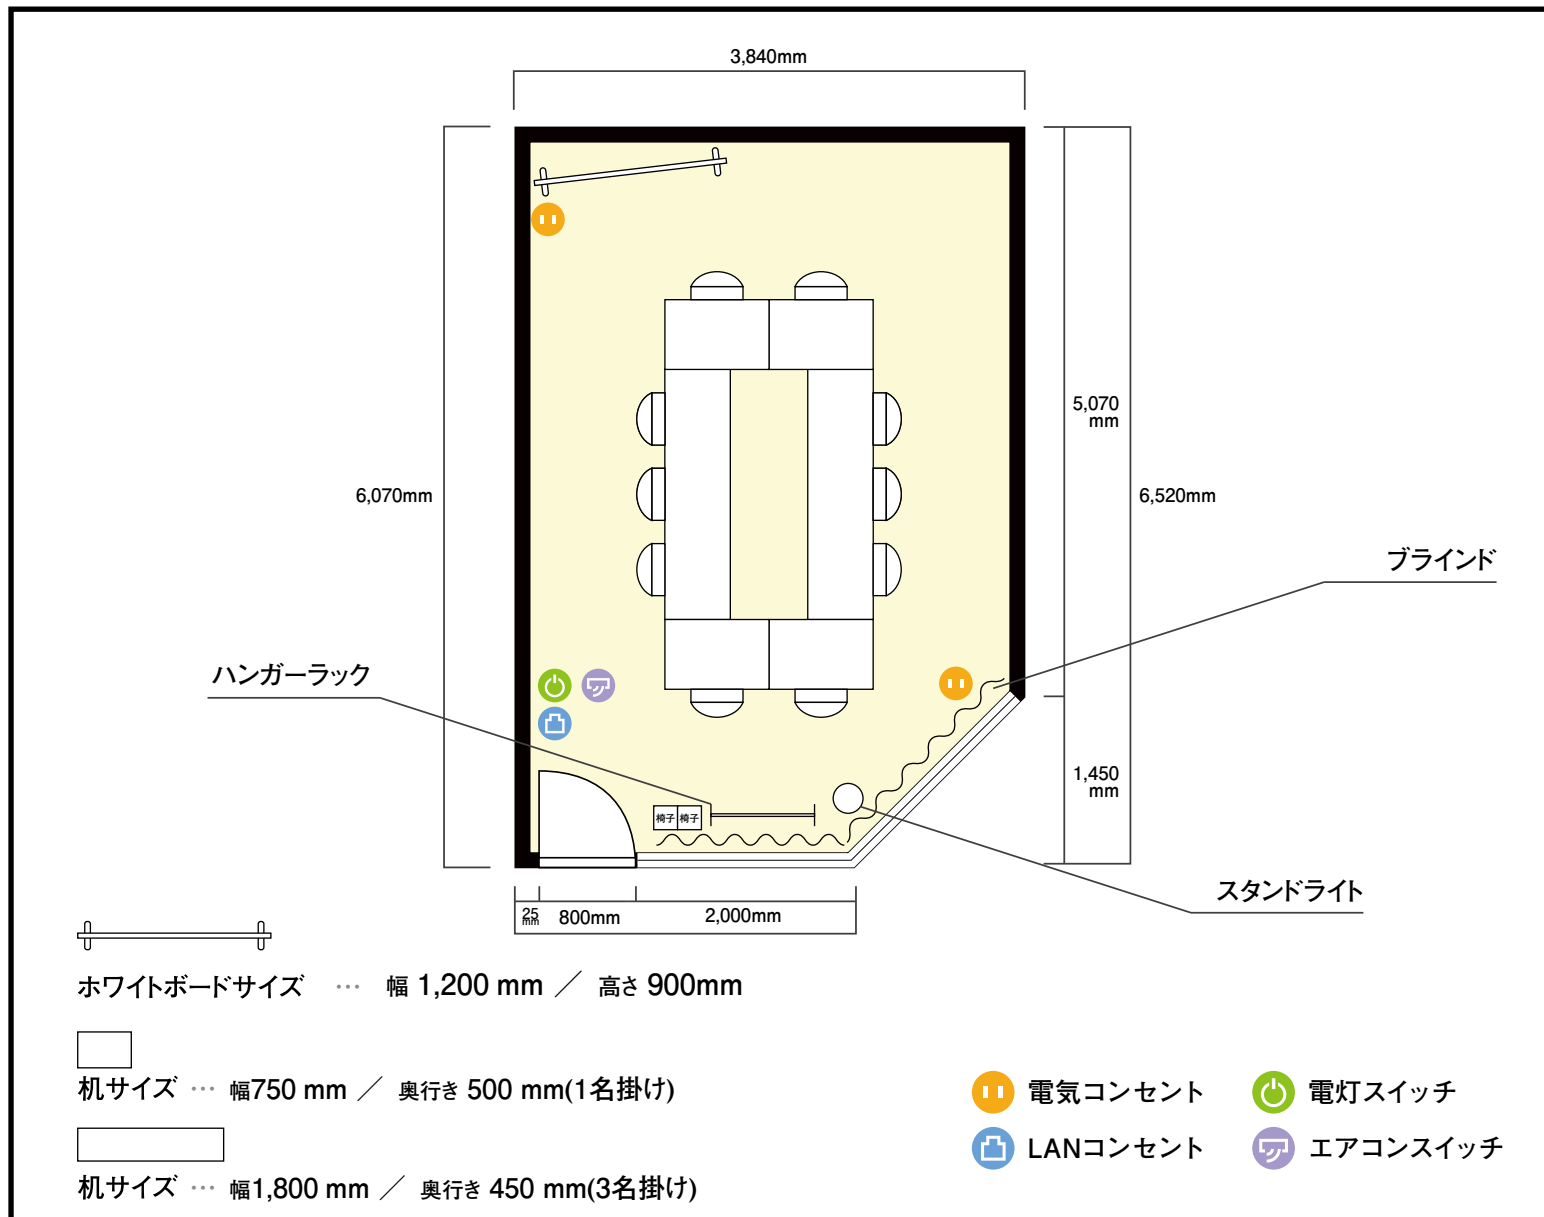 3,840mm
6,070mm
5,070
mm
6,520mm
ブラインド
ハンガーラック
1,450
mm
椅子 椅子
スタンドライト
25
mm
800mm
2,000mm
ホワイトボードサイズ … 幅 1,200 mm ／ 高さ 900mm
机サイズ … 幅750 mm ／ 奥行き 500 mm(1名掛け)
机サイズ … 幅1,800 mm ／ 奥行き 450 mm(3名掛け)
電気コンセント
電灯スイッチ
LANコンセント
エアコンスイッチ